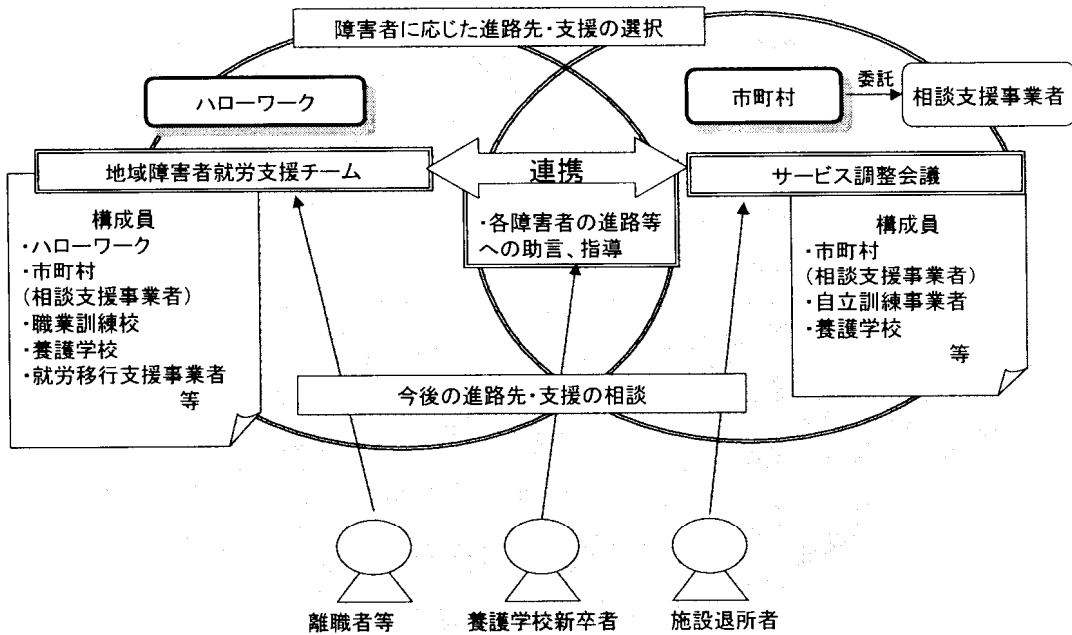 障害者に応じた進路先・支援の選択
ハローワーク
市町村
委託
相談支援事業者
地域障害者就労支援チーム
連携
サービス調整会議
構成員
・ハローワーク
・市町村
(相談支援事業者)
・職業訓練校
・養護学校
・就労移行支援事業者
等
・各障害者の進路等
への助言、指導
構成員
・市町村
(相談支援事業者)
・自立訓練事業者
・養護学校
等
今後の進路先・支援の相談
離職者等
養護学校新卒者
施設退所者